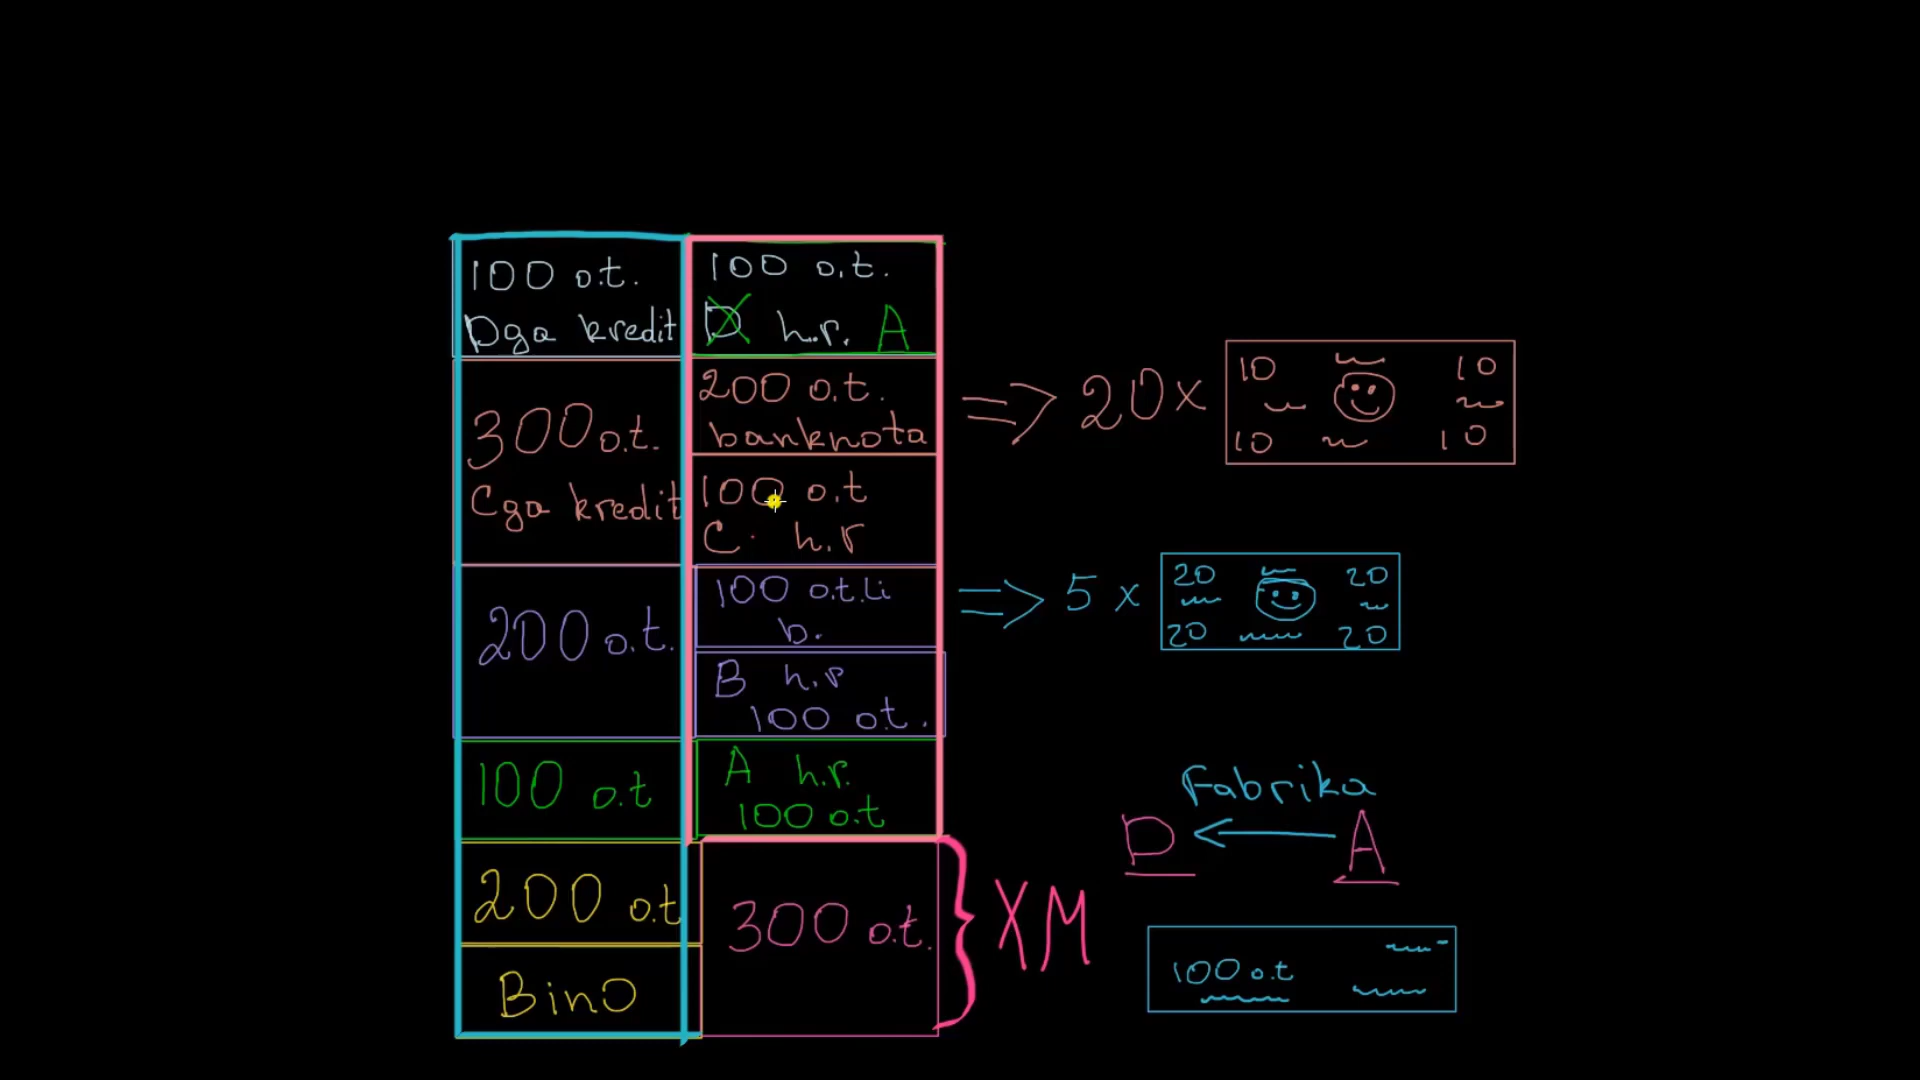 100 o.t.
Dga kredit
300 o.t.
Cga kredit
200 o.t.
100 o.t
200 o.t
Bino
100 o.t.
D h.r. A
200 o.t.
banknota
100 o.t
C. h.r
100 o.t.li
b.
B h.r
100 o.t.
A h.r.
100 o.t
300 o.t.
XM
20 x
10 10
10 10
5 x
20 20
20 20
Fabrika
D A
100 o.t